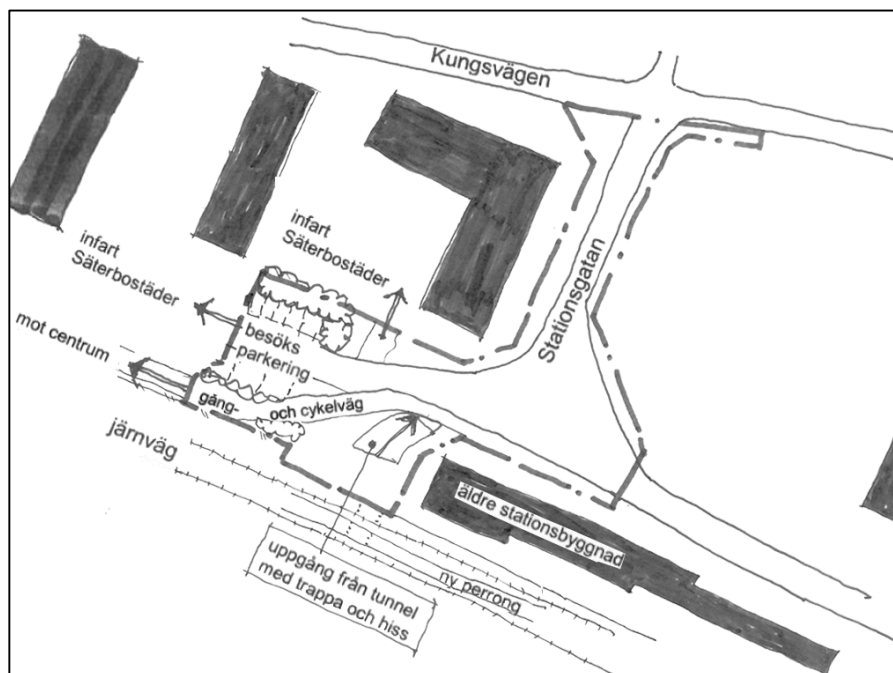 Kungsvägen
infart
Säterbostäder
infart
Säterbostäder
Stationsgatan
mot centrum
besöks
parkering
gång-
och cykelväg
järnväg
äldre stationsbyggnad
ny perrong
uppgång från tunnel
med trappa och hiss